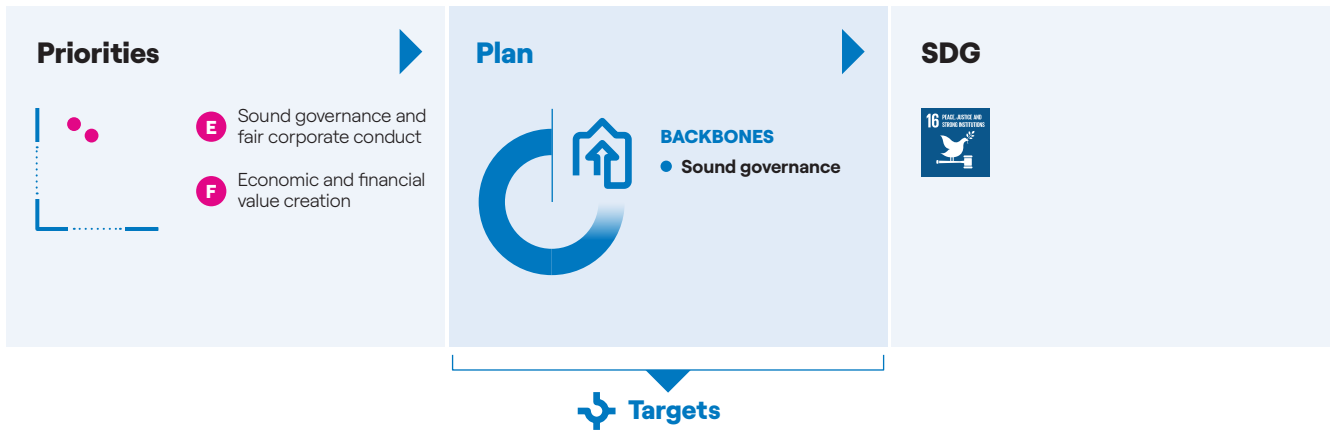 Priorities
E
Sound governance and
fair corporate conduct
F
Economic and financial
value creation
Plan
BACKBONES
Sound governance
SDG
16 PEACE, JUSTICE AND
STRONG INSTITUTIONS
Targets